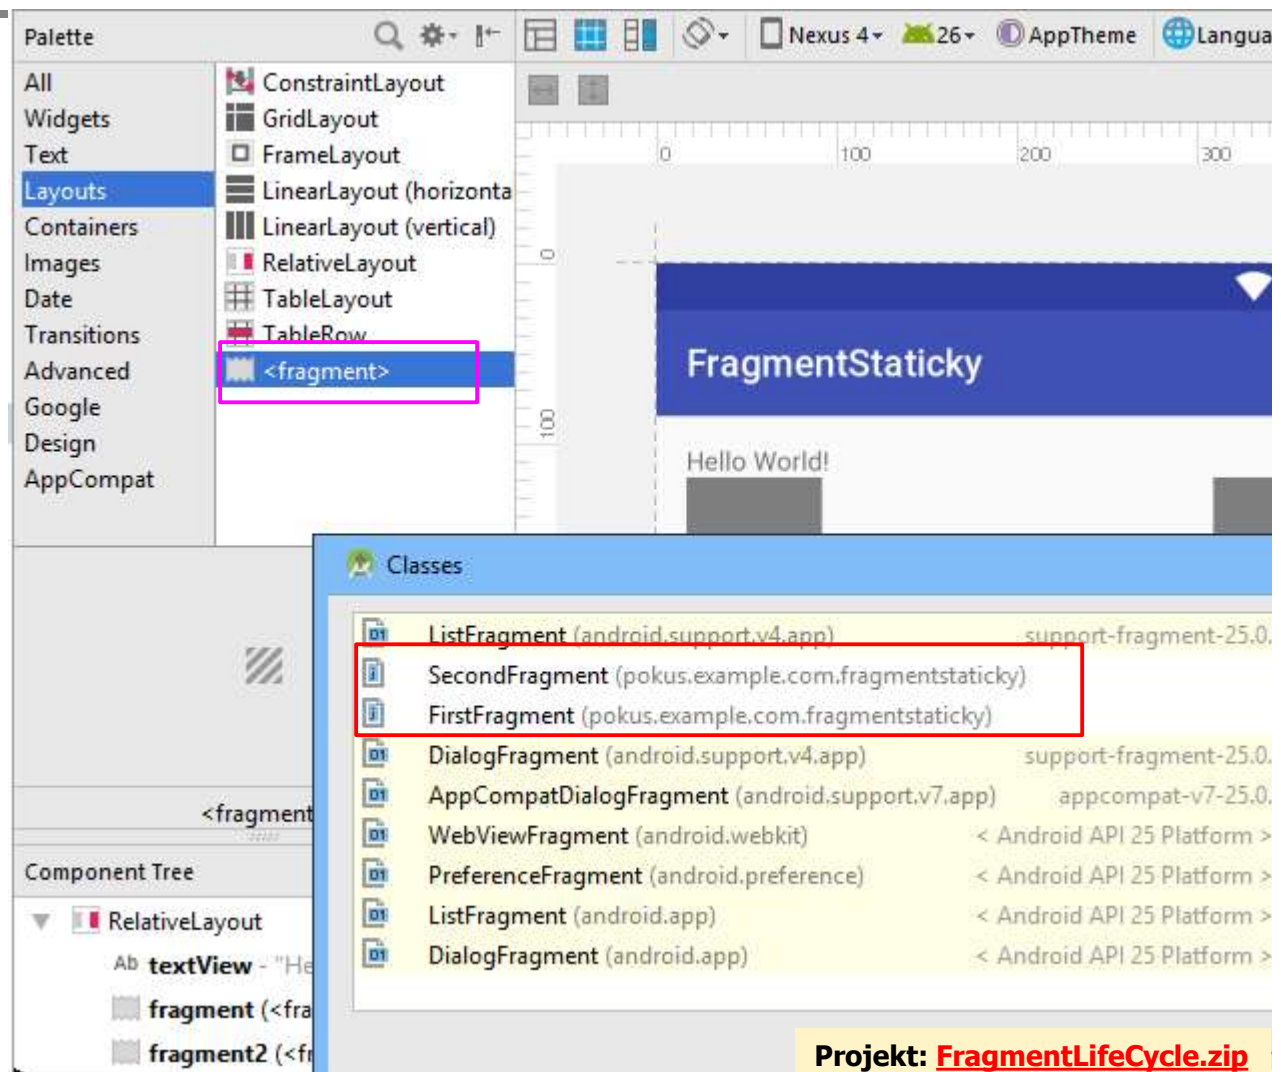 Palette
Nexus 4
26
AppTheme
Langua
All
Widgets
Text
Layouts
Containers
Images
Date
Transitions
Advanced
Google
Design
AppCompat
ConstraintLayout
GridLayout
FrameLayout
LinearLayout (horizonta
LinearLayout (vertical)
RelativeLayout
TableLayout
TableRow
<fragment>
0 100 200 300
0
100
FragmentStaticky
Hello World!
Classes
ListFragment (android.support.v4.app) support-fragment-25.0.
SecondFragment (pokus.example.com.fragmentstaticky)
FirstFragment (pokus.example.com.fragmentstaticky)
DialogFragment (android.support.v4.app) support-fragment-25.0.
AppCompatDialogFragment (android.support.v7.app) appcompat-v7-25.0.
WebViewFragment (android.webkit) < Android API 25 Platform >
PreferenceFragment (android.preference) < Android API 25 Platform >
ListFragment (android.app) < Android API 25 Platform >
DialogFragment (android.app) < Android API 25 Platform >
<fragment
Component Tree
RelativeLayout
Ab textView - "He
fragment (<fra
fragment2 (<fr
Projekt: FragmentLifeCycle.zip